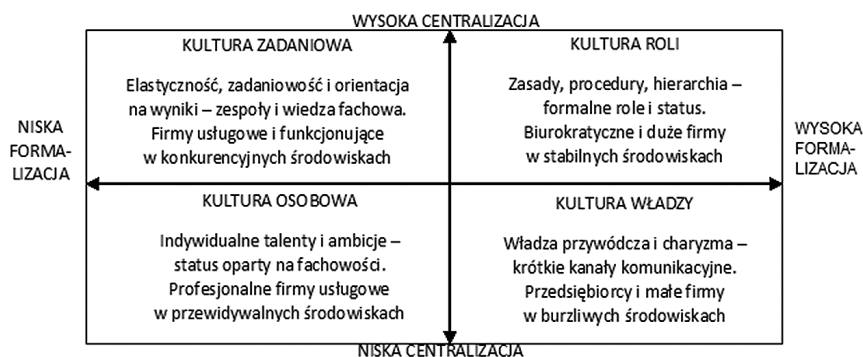 WYSOKA CENTRALIZACJA
KULTURA ZADANIOWA
Elastyczność, zadaniowość i orientacja
na wyniki – zespoły i wiedza fachowa.
Firmy usługowe i funkcjonujące
w konkurencyjnych środowiskach
KULTURA ROLI
Zasady, procedury, hierarchia –
formalne role i status.
Biurokratyczne i duże firmy
w stabilnych środowiskach
NISKA
FORMA-
LIZACJA
WYSOKA
FORMA-
LIZACJA
KULTURA OSOBOWA
Indywidualne talenty i ambicje –
status oparty na fachowości.
Profesjonalne firmy usługowe
w przewidywalnych środowiskach
KULTURA WŁADZY
Władza przywódcza i charyzma –
krótkie kanały komunikacyjne.
Przedsiębiorcy i małe firmy
w burzliwych środowiskach
NISKA CENTRALIZACJA